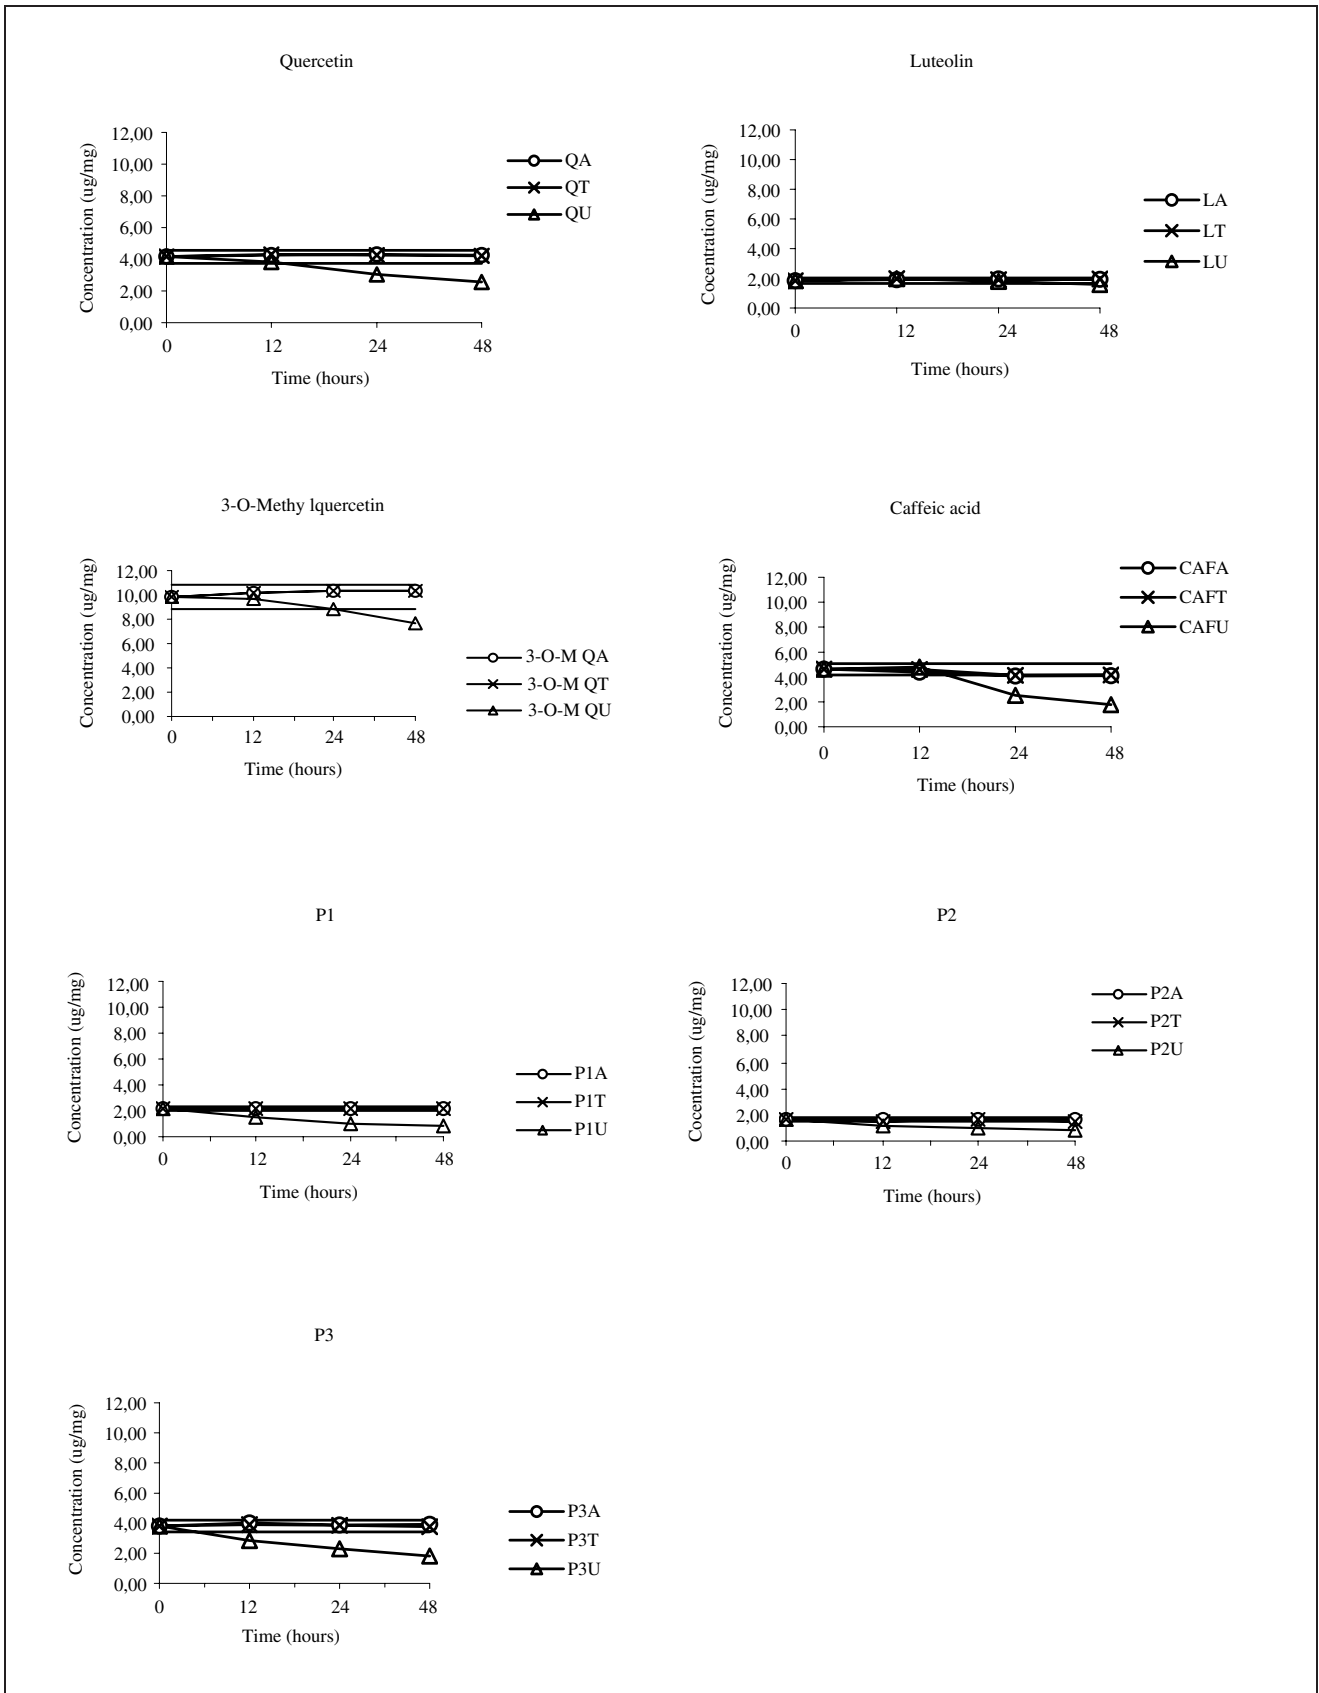 Quercetin
Concentration (ug/mg)
12,00
10,00
8,00
6,00
4,00
2,00
0,00
0 12 24 48
Time (hours)
QA
QT
QU
Luteolin
Cocentration (ug/mg)
12,00
10,00
8,00
6,00
4,00
2,00
0,00
0 12 24 48
Time (hours)
LA
LT
LU
3-O-Methy lquercetin
Concentration (ug/mg)
12,00
10,00
8,00
6,00
4,00
2,00
0,00
0 12 24 48
Time (hours)
3-O-M QA
3-O-M QT
3-O-M QU
Caffeic acid
Concentration (ug/mg)
12,00
10,00
8,00
6,00
4,00
2,00
0,00
0 12 24 48
Time (hours)
CAFA
CAFT
CAFU
P1
Concentration (ug/mg)
12,00
10,00
8,00
6,00
4,00
2,00
0,00
0 12 24 48
Time (hours)
P1A
P1T
P1U
P2
Cocentration (ug/mg)
12,00
10,00
8,00
6,00
4,00
2,00
0,00
0 12 24 48
Time (hours)
P2A
P2T
P2U
P3
Concentration (ug/mg)
12,00
10,00
8,00
6,00
4,00
2,00
0,00
0 12 24 48
Time (hours)
P3A
P3T
P3U